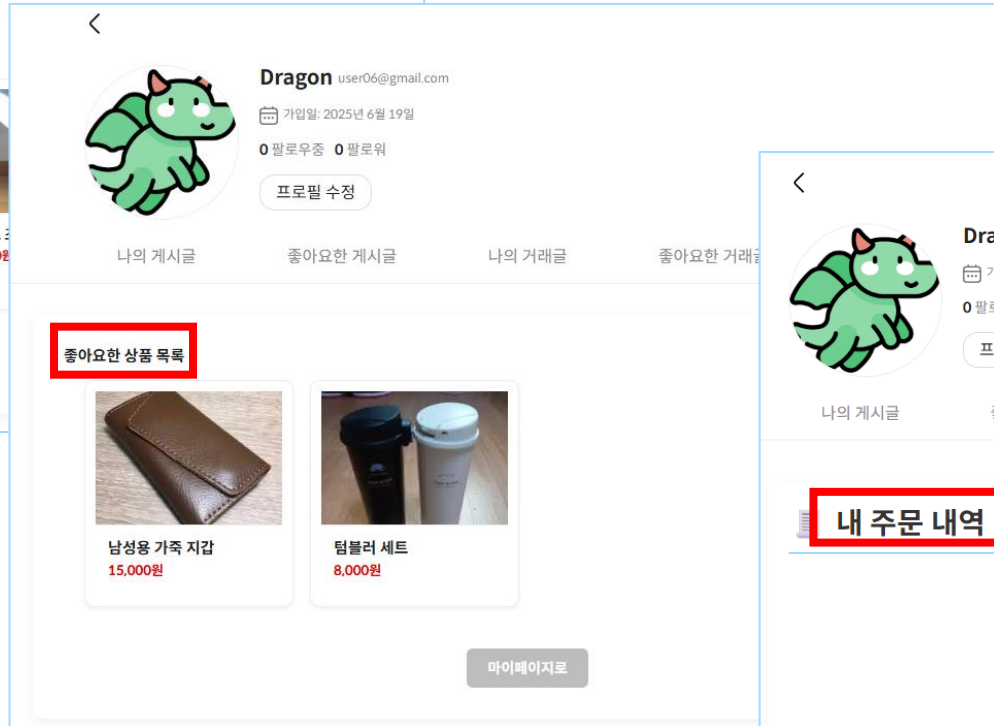 Dragon user06@gmail.com
가입일: 2025년 6월 19일
0 팔로우중 0 팔로워
프로필 수정
나의 게시글 좋아요한 게시글 나의 거래글 좋아요한
좋아요한 상품 목록
남성용 가죽 지갑
15,000원
텀블러 세트
8,000원
마이페이지로
0
나의 게시글
내 주문 내역